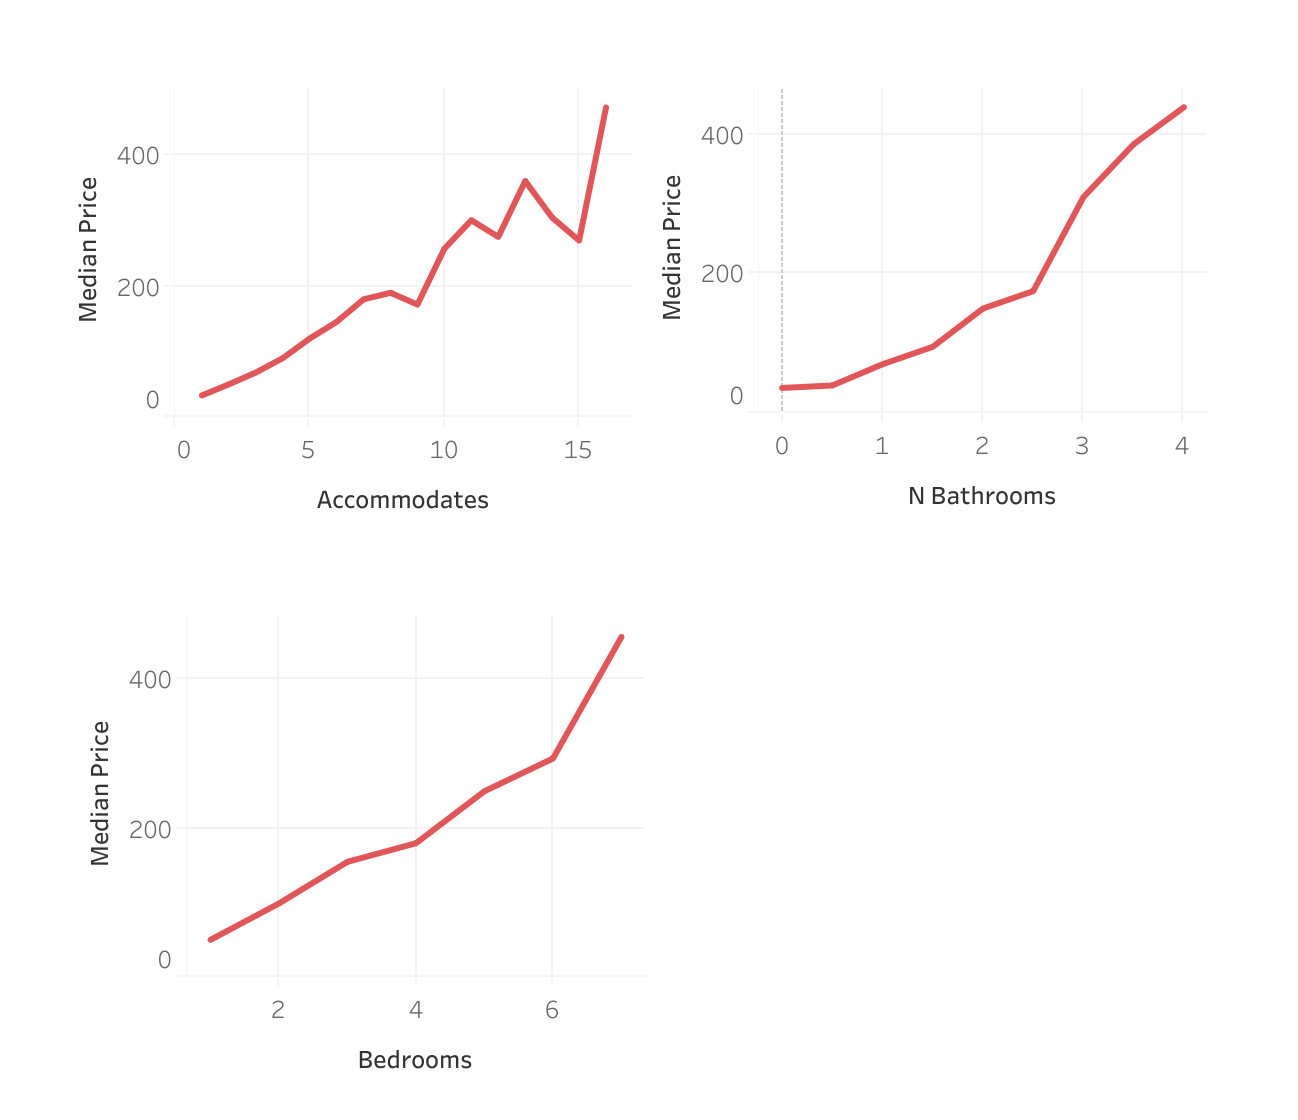 Median Price
400
200
0
0 5 10 15
Accommodates
Median Price
400
200
0
0 1 2 3 4
N Bathrooms
Median Price
400
200
0
2 4 6
Bedrooms